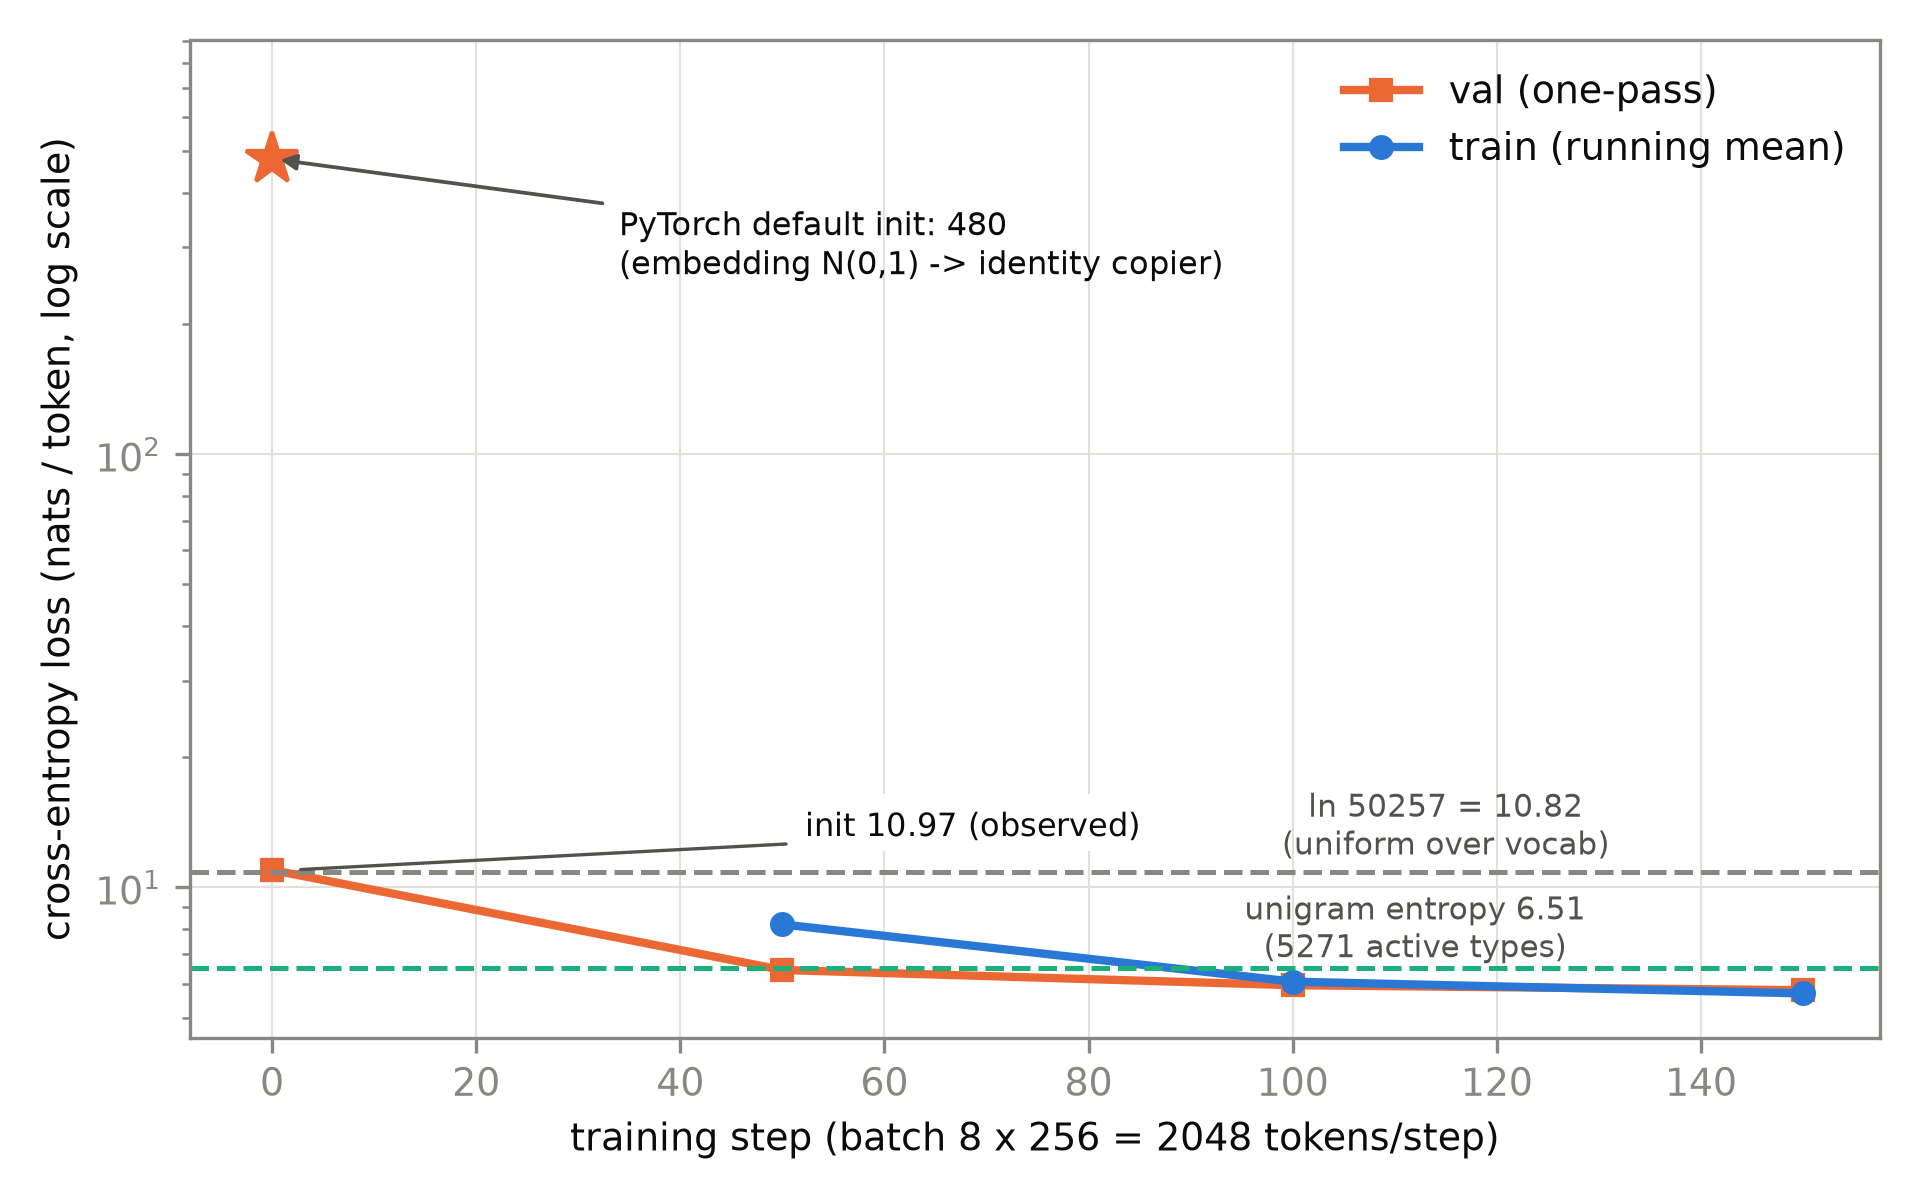 val (one-pass)
train (running mean)
PyTorch default init: 480
(embedding N(0,1) -> identity copier)
cross-entropy loss (nats / token, log scale)
10²
10¹
init 10.97 (observed)
ln 50257 = 10.82
(uniform over vocab)
unigram entropy 6.51
(5271 active types)
0 20 40 60 80 100 120 140
training step (batch 8 x 256 = 2048 tokens/step)